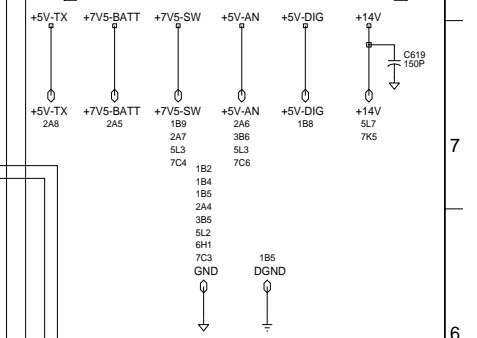 +5V-TX +7V5-BATT +7V5-SW +5V-AN +5V-DIG +14V
C619
150P
+5V-TX +7V5-BATT +7V5-SW +5V-AN +5V-DIG +14V
2A8 2A5 1B9 2A6 1B8 5L7
2A7 3B6 7K5
5L3 5L3
7C4 7C6
7
1B2
1B4
1B5
2A4
3B5
5L2
6H1
7C3 1B5
GND DGND
6